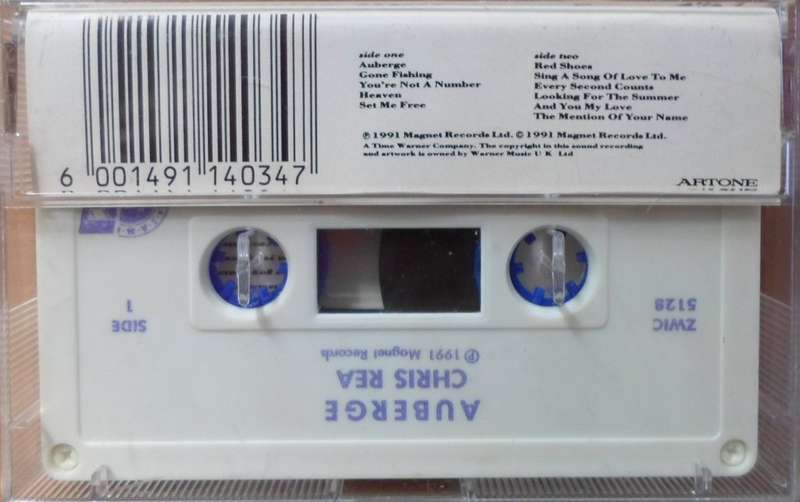 side one
Auberge
Gone Fishing
You're Not A Number
Heaven
Set Me Free
side two
Red Shoes
Sing A Song Of Love To Me
Every Second Counts
Looking For The Summer
And You My Love
The Mention Of Your Name
℗ 1991 Magnet Records Ltd. © 1991 Magnet Records Ltd.
A Time Warner Company. The copyright in this sound recording
and artwork is owned by Warner Music U K Ltd
6 001491 140347
ARTONE
AUBERGE
CHRIS REA
℗ 1991 Magnet Records
SIDE
1
ZWIC
5128